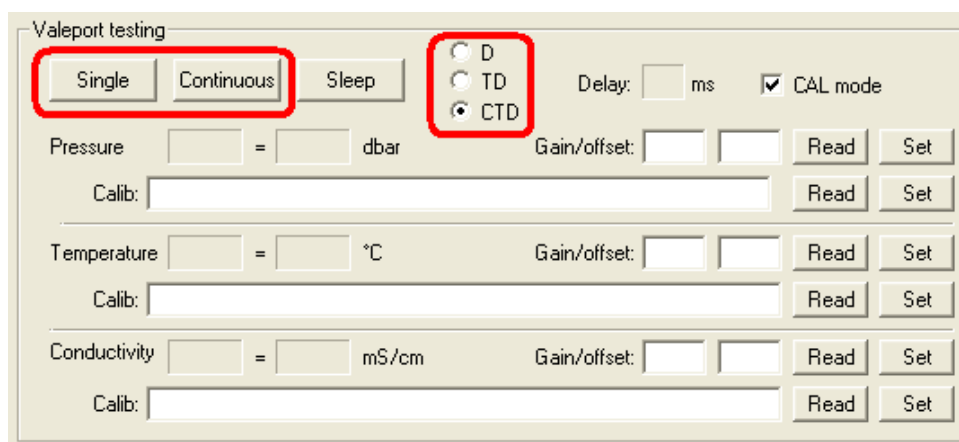 Valeport testing
Single Continuous Sleep D
TD
CTD
Delay: ms CAL mode
Pressure = dbar Gain/offset: Read Set
Calib: Read Set
Temperature = °C Gain/offset: Read Set
Calib: Read Set
Conductivity = mS/cm Gain/offset: Read Set
Calib: Read Set